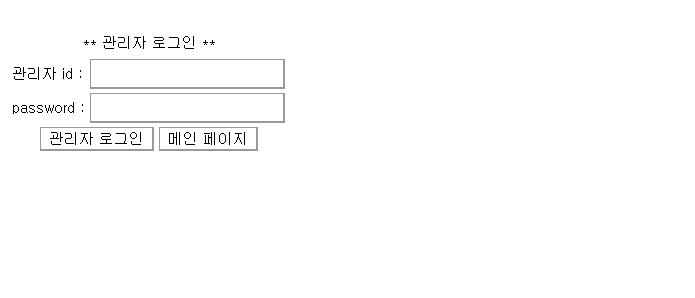 ** 관리자 로그인 **
관리자 id :
password :
관리자 로그인 메인 페이지